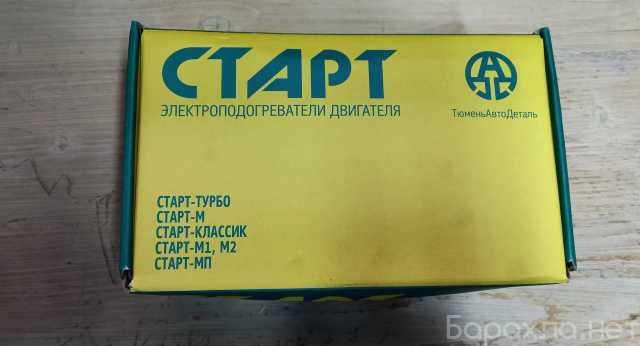 СТАРТ
ЭЛЕКТРОПОДОГРЕВАТЕЛИ ДВИГАТЕЛЯ
ТюменьАвтоДеталь
СТАРТ-ТУРБО
СТАРТ-М
СТАРТ-КЛАССИК
СТАРТ-М1, М2
СТАРТ-МП
Барахла.нет